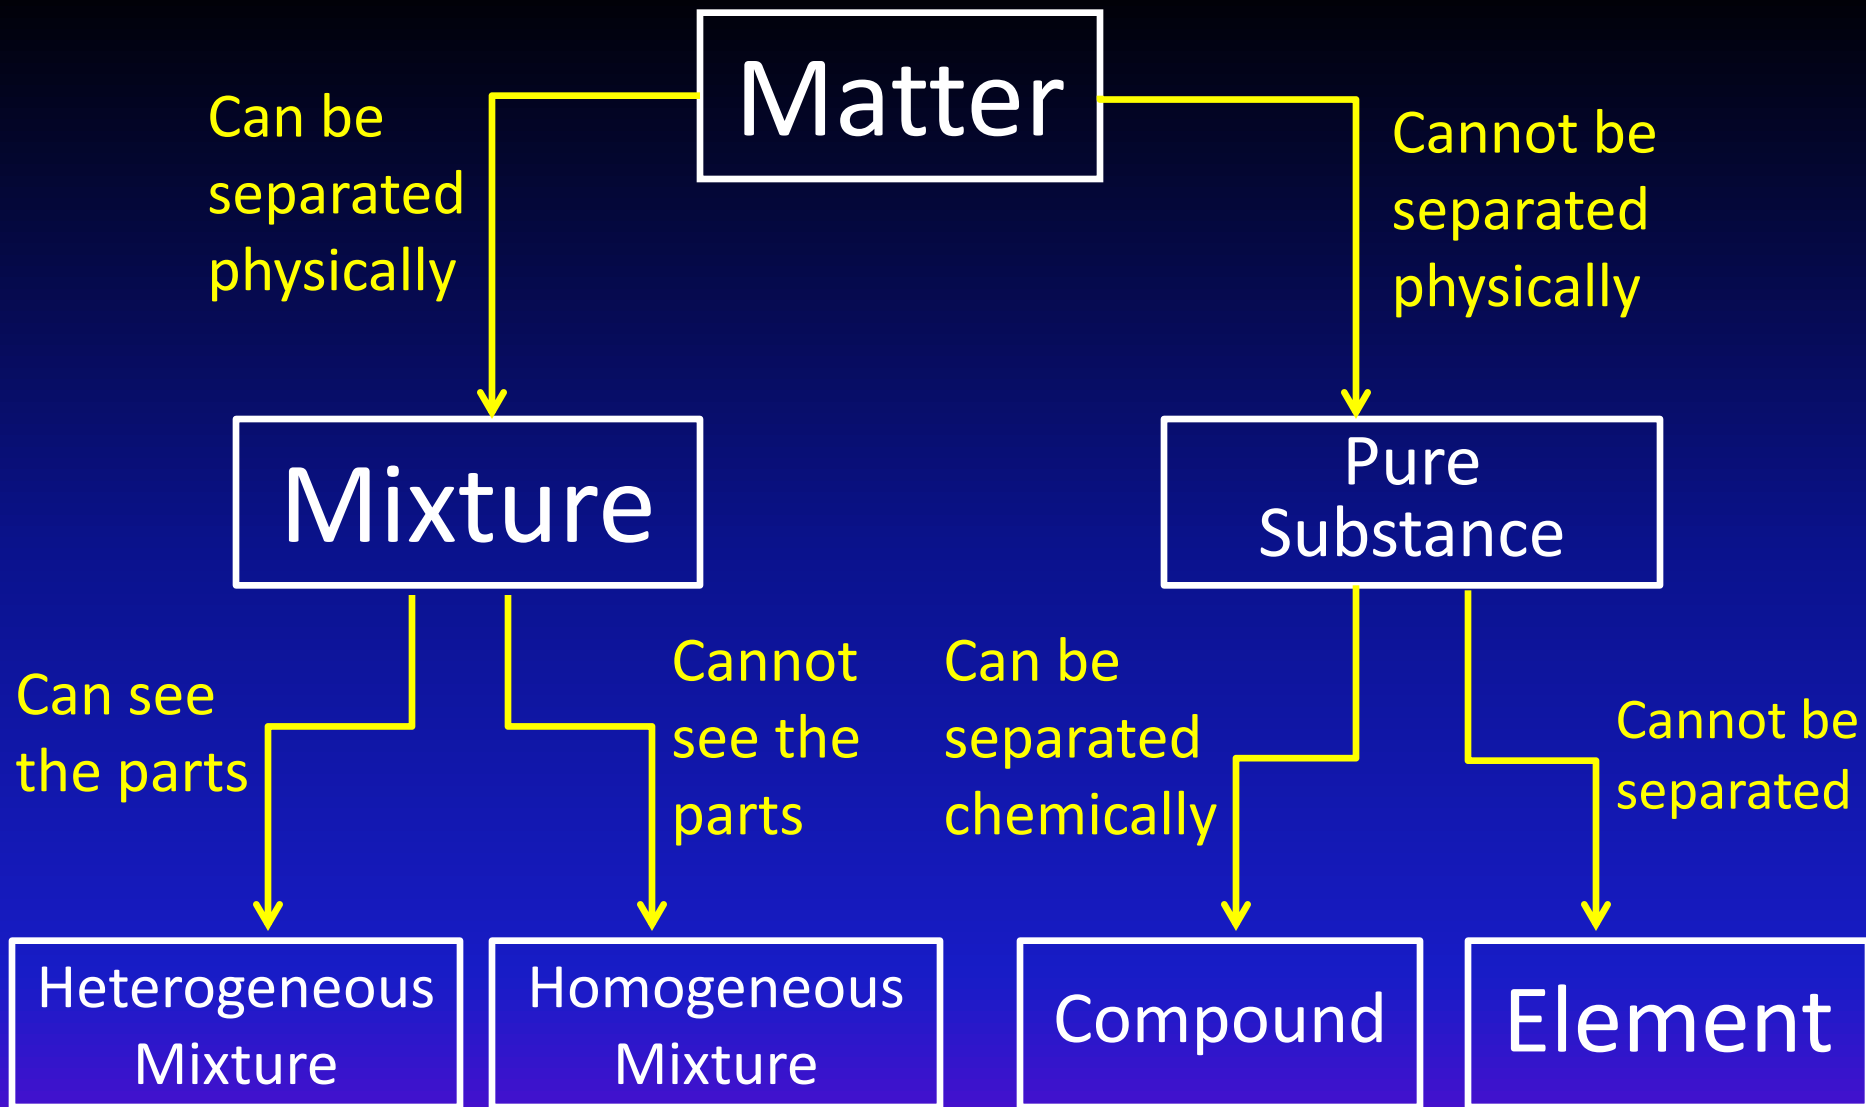 Matter
Can be
separated
physically
Cannot be
separated
physically
Mixture
Pure
Substance
Can see
the parts
Cannot
see the
parts
Can be
separated
chemically
Cannot be
separated
Heterogeneous
Mixture
Homogeneous
Mixture
Compound
Element